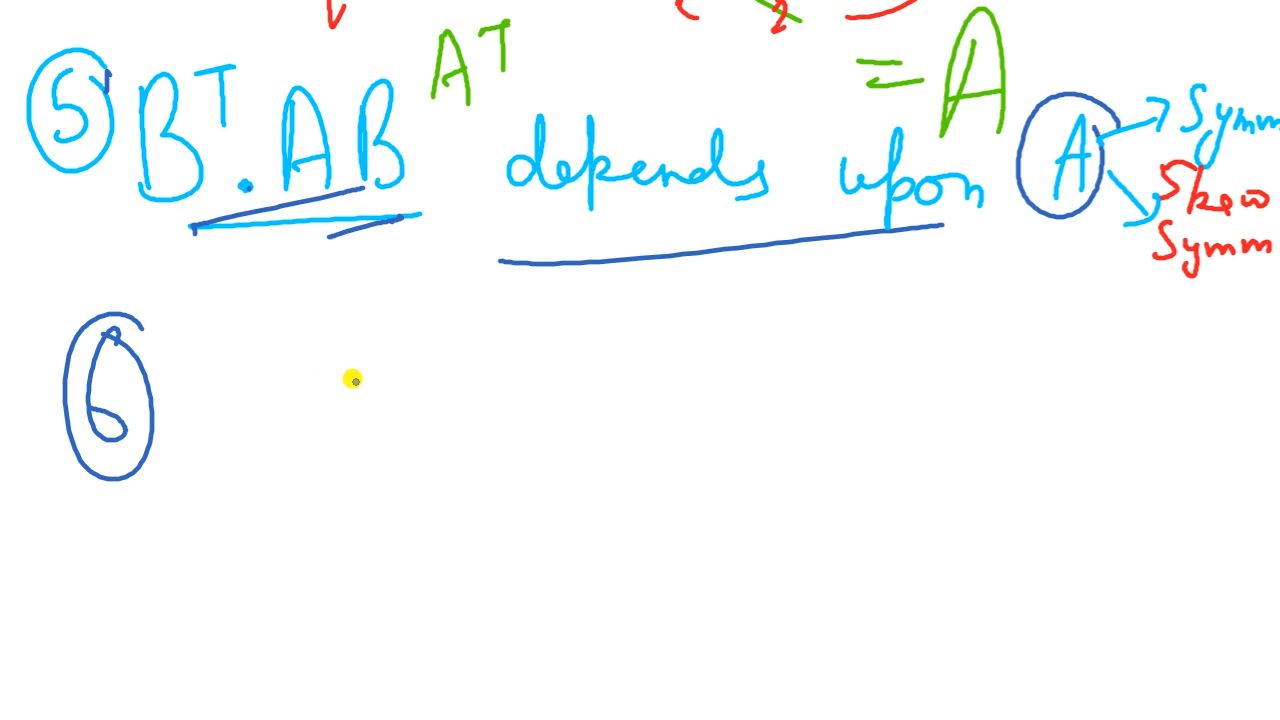 5 Bᵀ.AB depends upon A → Symm
Aᵀ = A
Skew
Symm
6